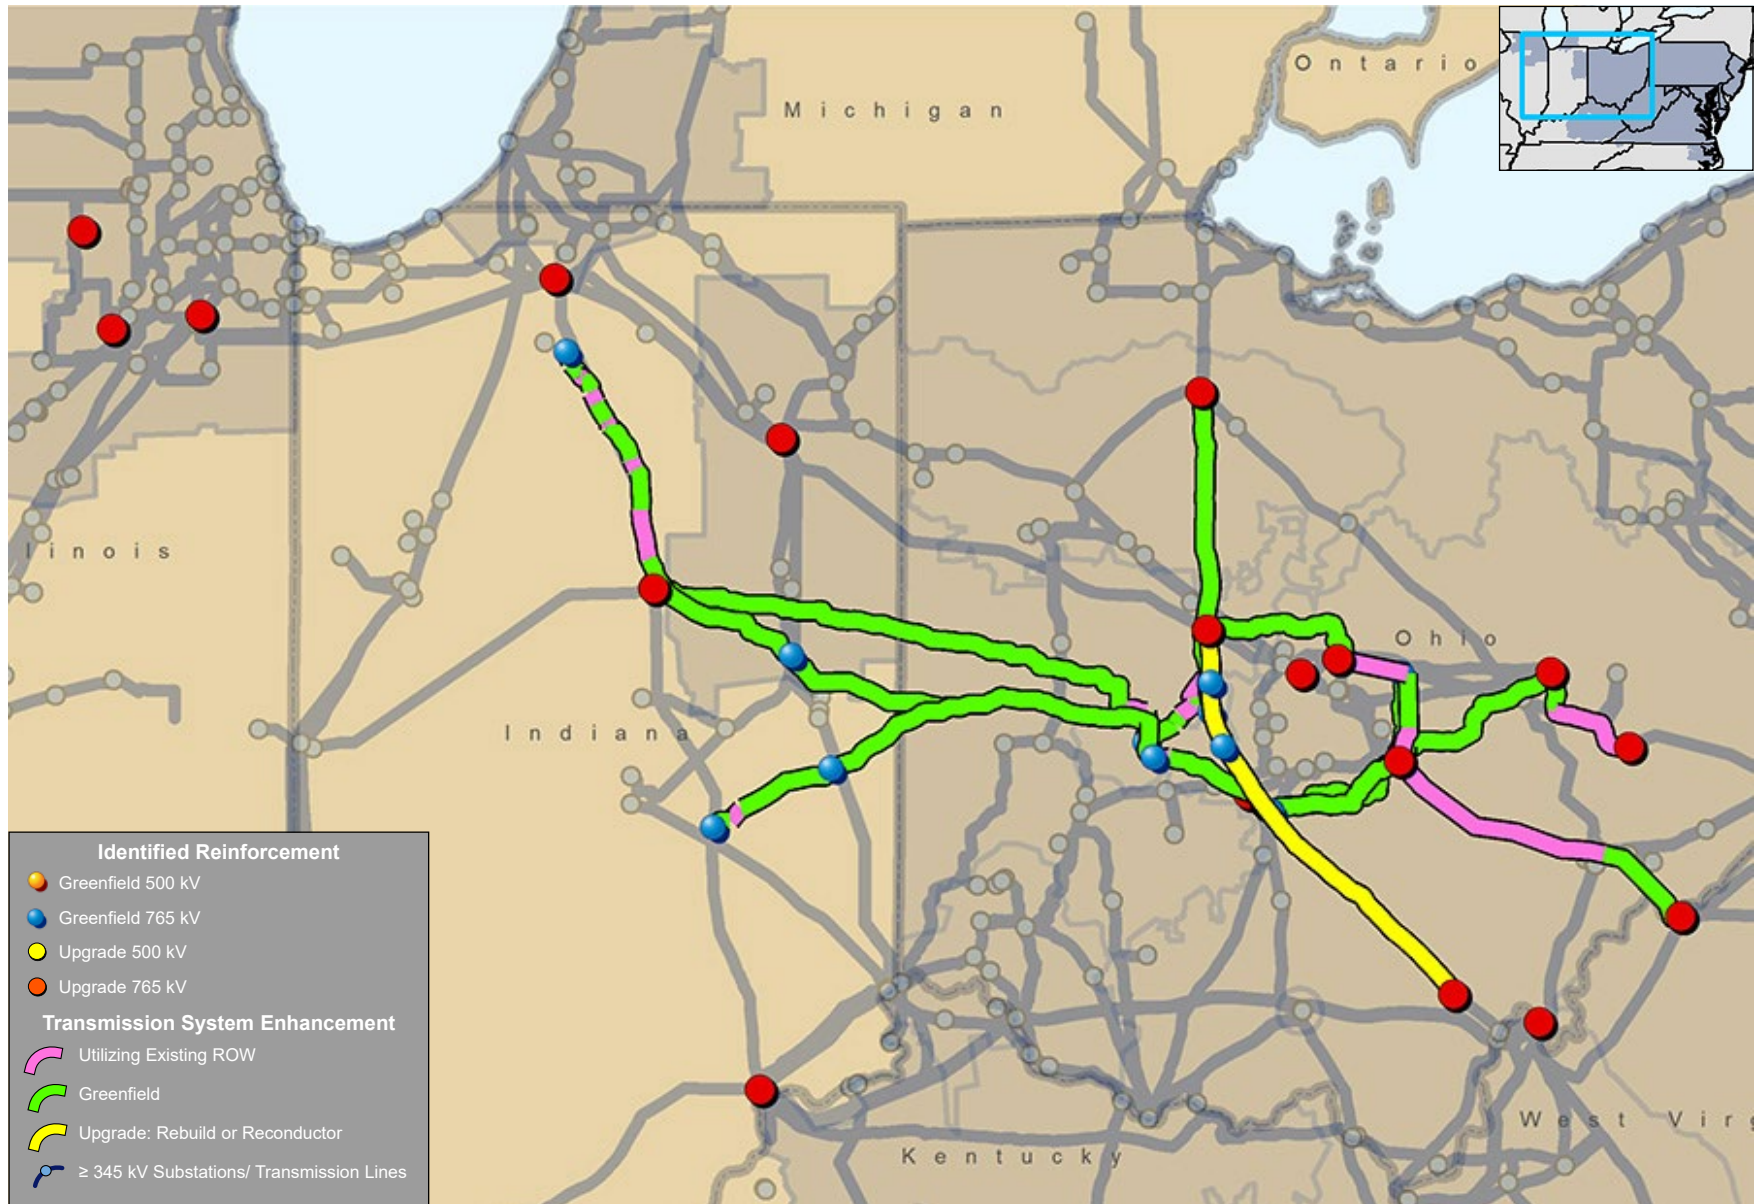 Ontario
Michigan
llinois
Ohio
Indiana
Identified Reinforcement
Greenfield 500 kV
Greenfield 765 kV
Upgrade 500 kV
Upgrade 765 kV
Transmission System Enhancement
Utilizing Existing ROW
Greenfield
Upgrade: Rebuild or Reconductor
≥ 345 kV Substations/ Transmission Lines
West Virg
Kentucky